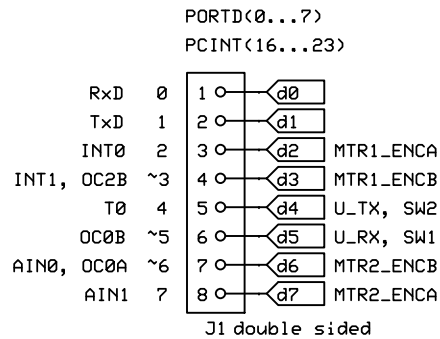 PORTD(0...7)
PCINT(16...23)
RxD 0 1 d0
TxD 1 2 d1
INT0 2 3 d2 MTR1_ENCA
INT1, OC2B ~3 4 d3 MTR1_ENCB
T0 4 5 d4 U_TX, SW2
OC0B ~5 6 d5 U_RX, SW1
AIN0, OC0A ~6 7 d6 MTR2_ENCB
AIN1 7 8 d7 MTR2_ENCA
J1 double sided